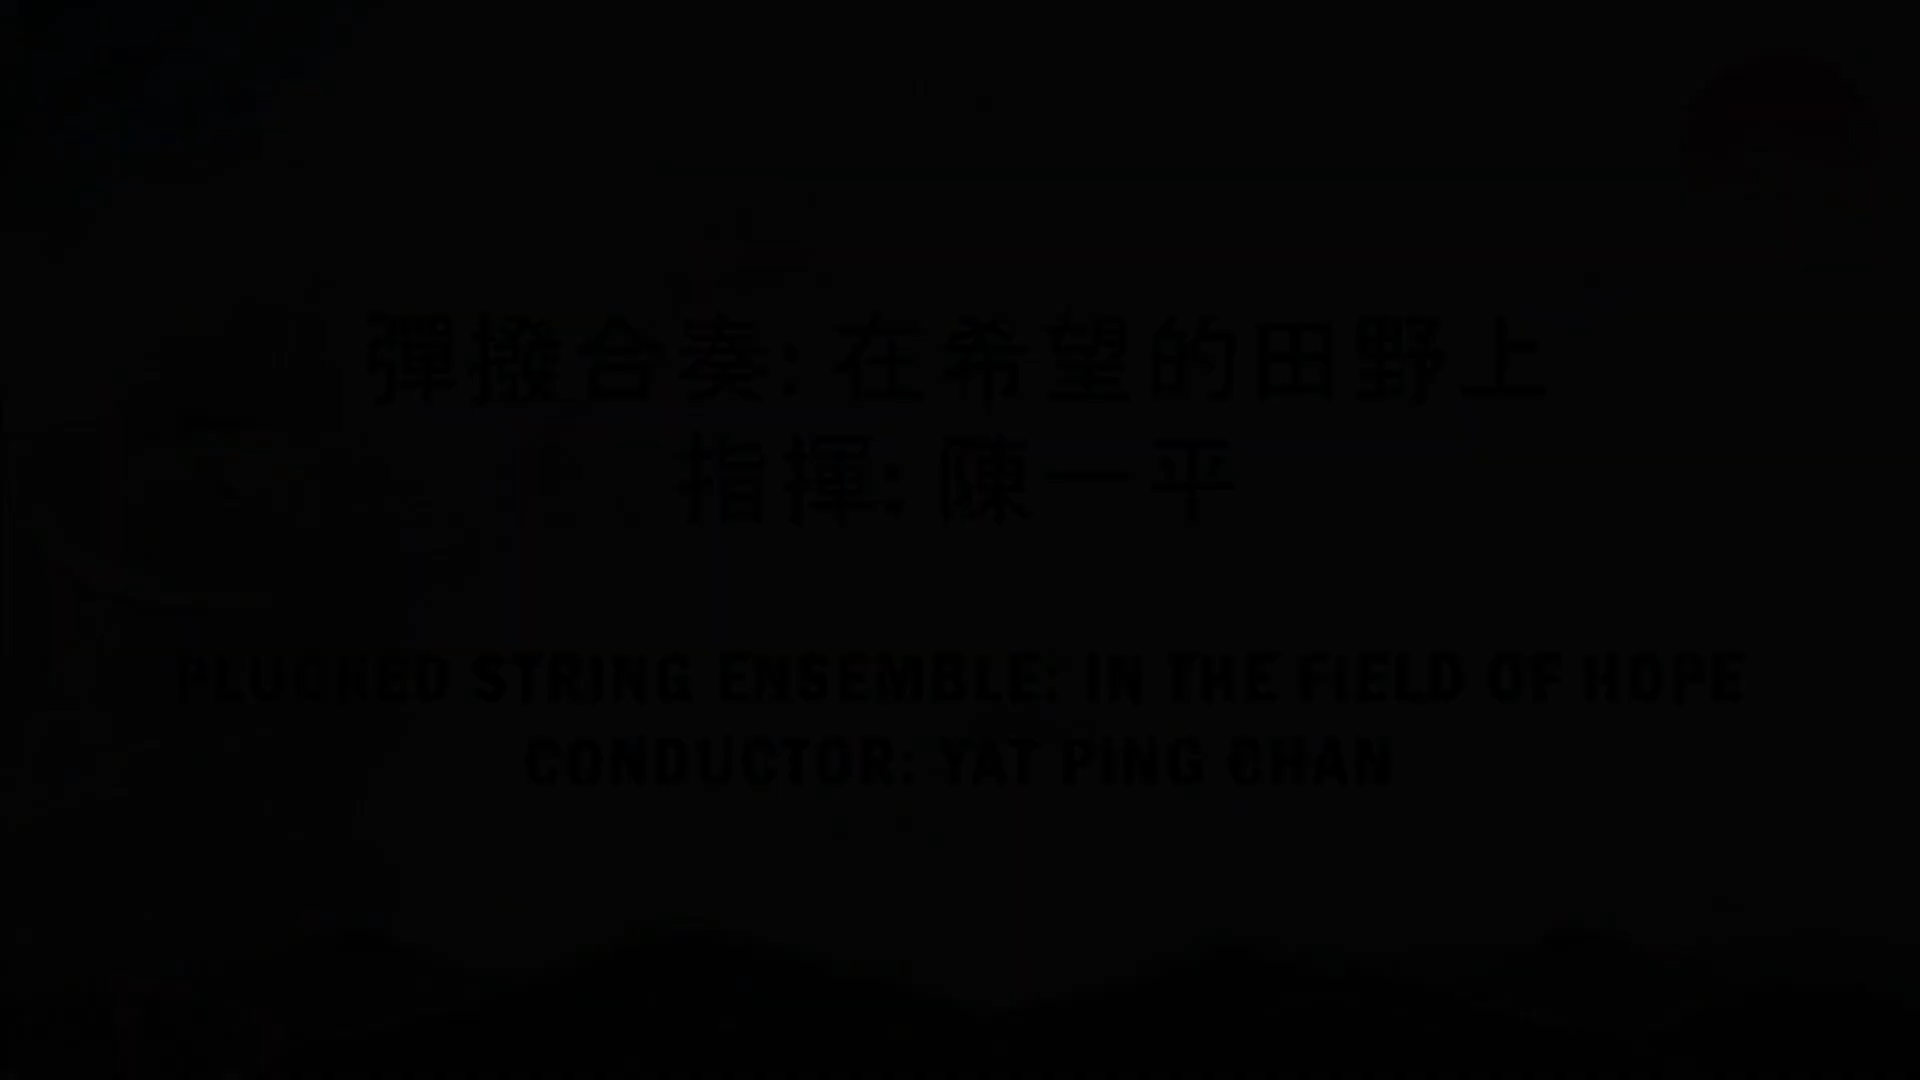 彈撥合奏: 在希望的田野上
指揮: 陳一平
PLUCKED STRING ENSEMBLE: IN THE FIELD OF HOPE
CONDUCTOR: YAT PING CHAN